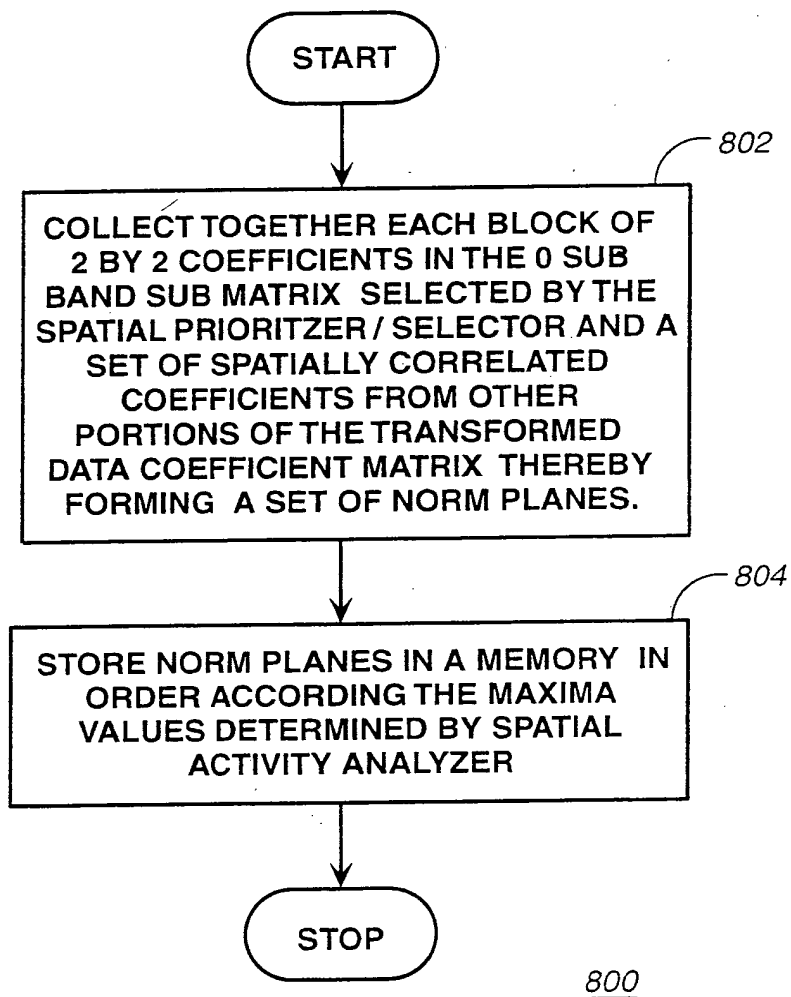 START
802
COLLECT TOGETHER EACH BLOCK OF
2 BY 2 COEFFICIENTS IN THE 0 SUB
BAND SUB MATRIX SELECTED BY THE
SPATIAL PRIORITZER / SELECTOR AND A
SET OF SPATIALLY CORRELATED
COEFFICIENTS FROM OTHER
PORTIONS OF THE TRANSFORMED
DATA COEFFICIENT MATRIX THEREBY
FORMING A SET OF NORM PLANES.
804
STORE NORM PLANES IN A MEMORY IN
ORDER ACCORDING THE MAXIMA
VALUES DETERMINED BY SPATIAL
ACTIVITY ANALYZER
STOP
800